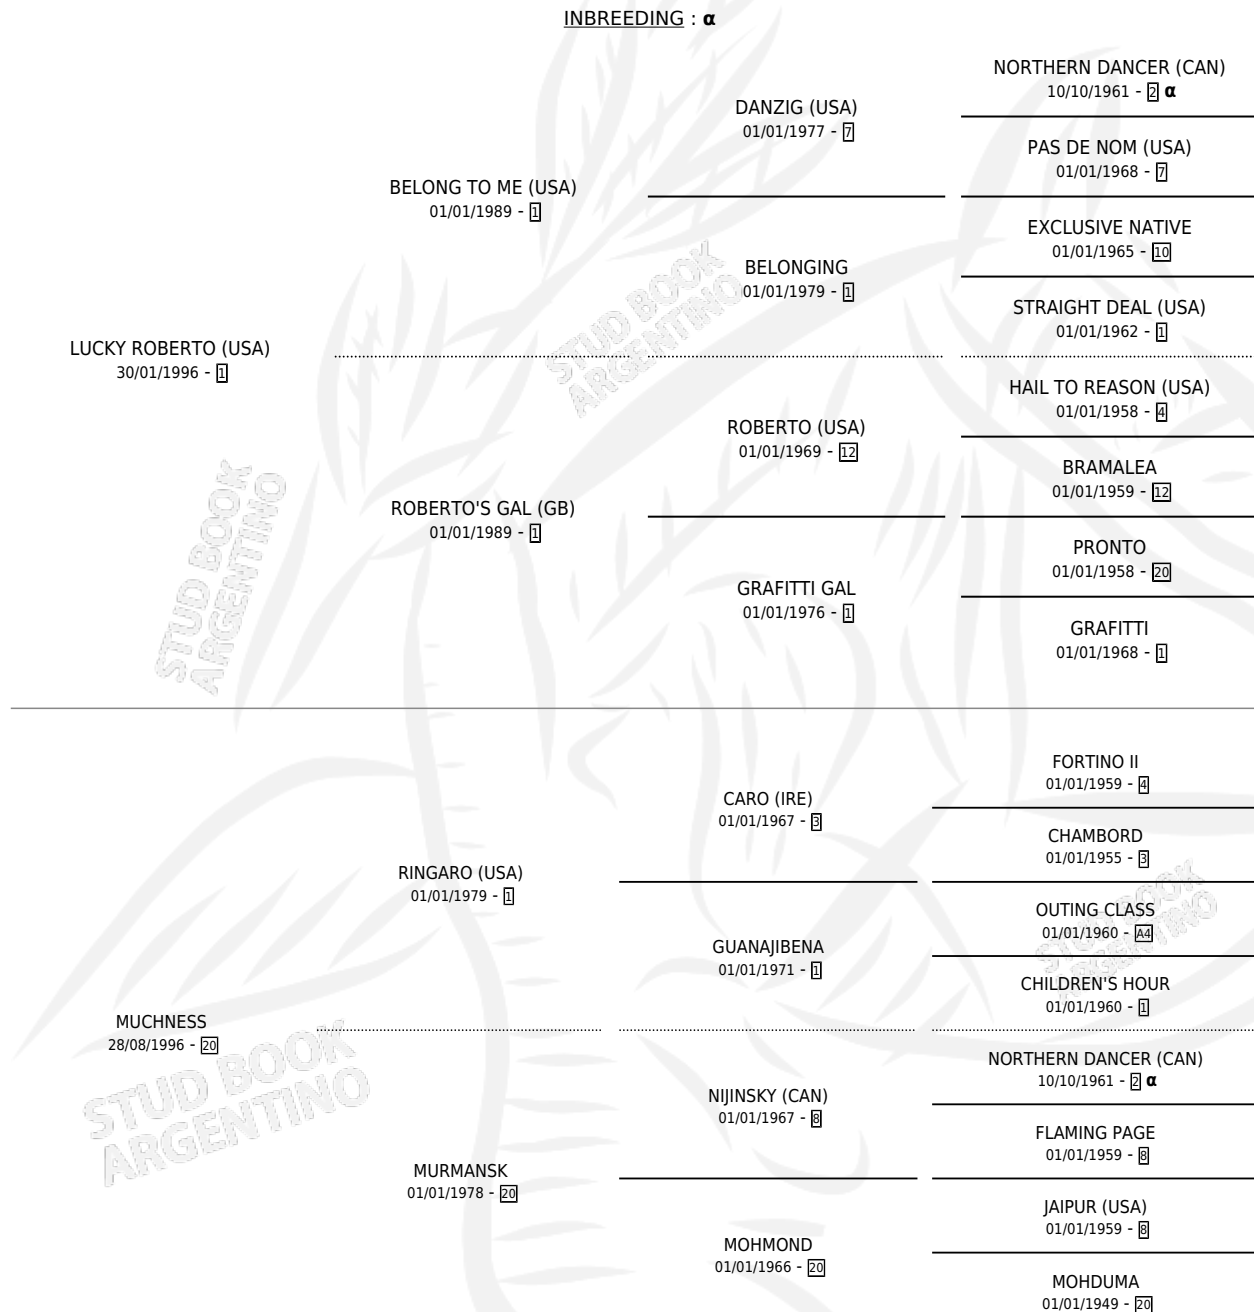 INBREEDING : α
NORTHERN DANCER (CAN)
10/10/1961 - 2 α
DANZIG (USA)
01/01/1977 - 7
PAS DE NOM (USA)
01/01/1968 - 7
BELONG TO ME (USA)
01/01/1989 - 1
EXCLUSIVE NATIVE
01/01/1965 - 10
BELONGING
01/01/1979 - 1
STRAIGHT DEAL (USA)
01/01/1962 - 1
LUCKY ROBERTO (USA)
30/01/1996 - 1
HAIL TO REASON (USA)
01/01/1958 - 4
ROBERTO (USA)
01/01/1969 - 12
BRAMALEA
01/01/1959 - 12
ROBERTO'S GAL (GB)
01/01/1989 - 1
PRONTO
01/01/1958 - 20
GRAFITTI GAL
01/01/1976 - 1
GRAFITTI
01/01/1968 - 1
FORTINO II
01/01/1959 - 4
CARO (IRE)
01/01/1967 - 3
CHAMBORD
01/01/1955 - 3
RINGARO (USA)
01/01/1979 - 1
OUTING CLASS
01/01/1960 - A4
GUANAJIBENA
01/01/1971 - 1
CHILDREN'S HOUR
01/01/1960 - 1
MUCHNESS
28/08/1996 - 20
NORTHERN DANCER (CAN)
10/10/1961 - 2 α
NIJINSKY (CAN)
01/01/1967 - 8
FLAMING PAGE
01/01/1959 - 8
MURMANSK
01/01/1978 - 20
JAIPUR (USA)
01/01/1959 - 8
MOHMOND
01/01/1966 - 20
MOHDUMA
01/01/1949 - 20
STUD BOOK
ARGENTINO
STUD BOOK
ARGENTINO
STUD BOOK
ARGENTINO
STUD BOOK
ARGENTINO